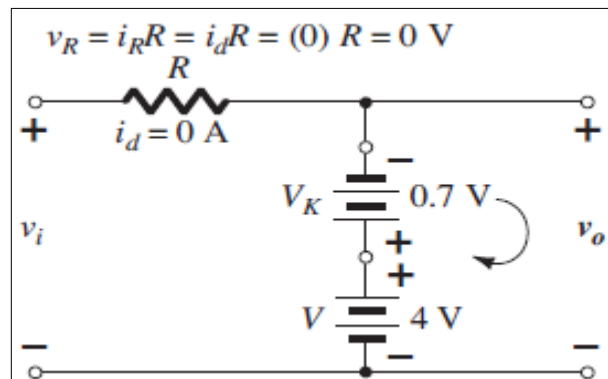 v_R = i_R R = i_d R = (0) R = 0 V
R
+ i_d = 0 A +
−
V_K 0.7 V
v_i + v_o
+
V 4 V
− − −